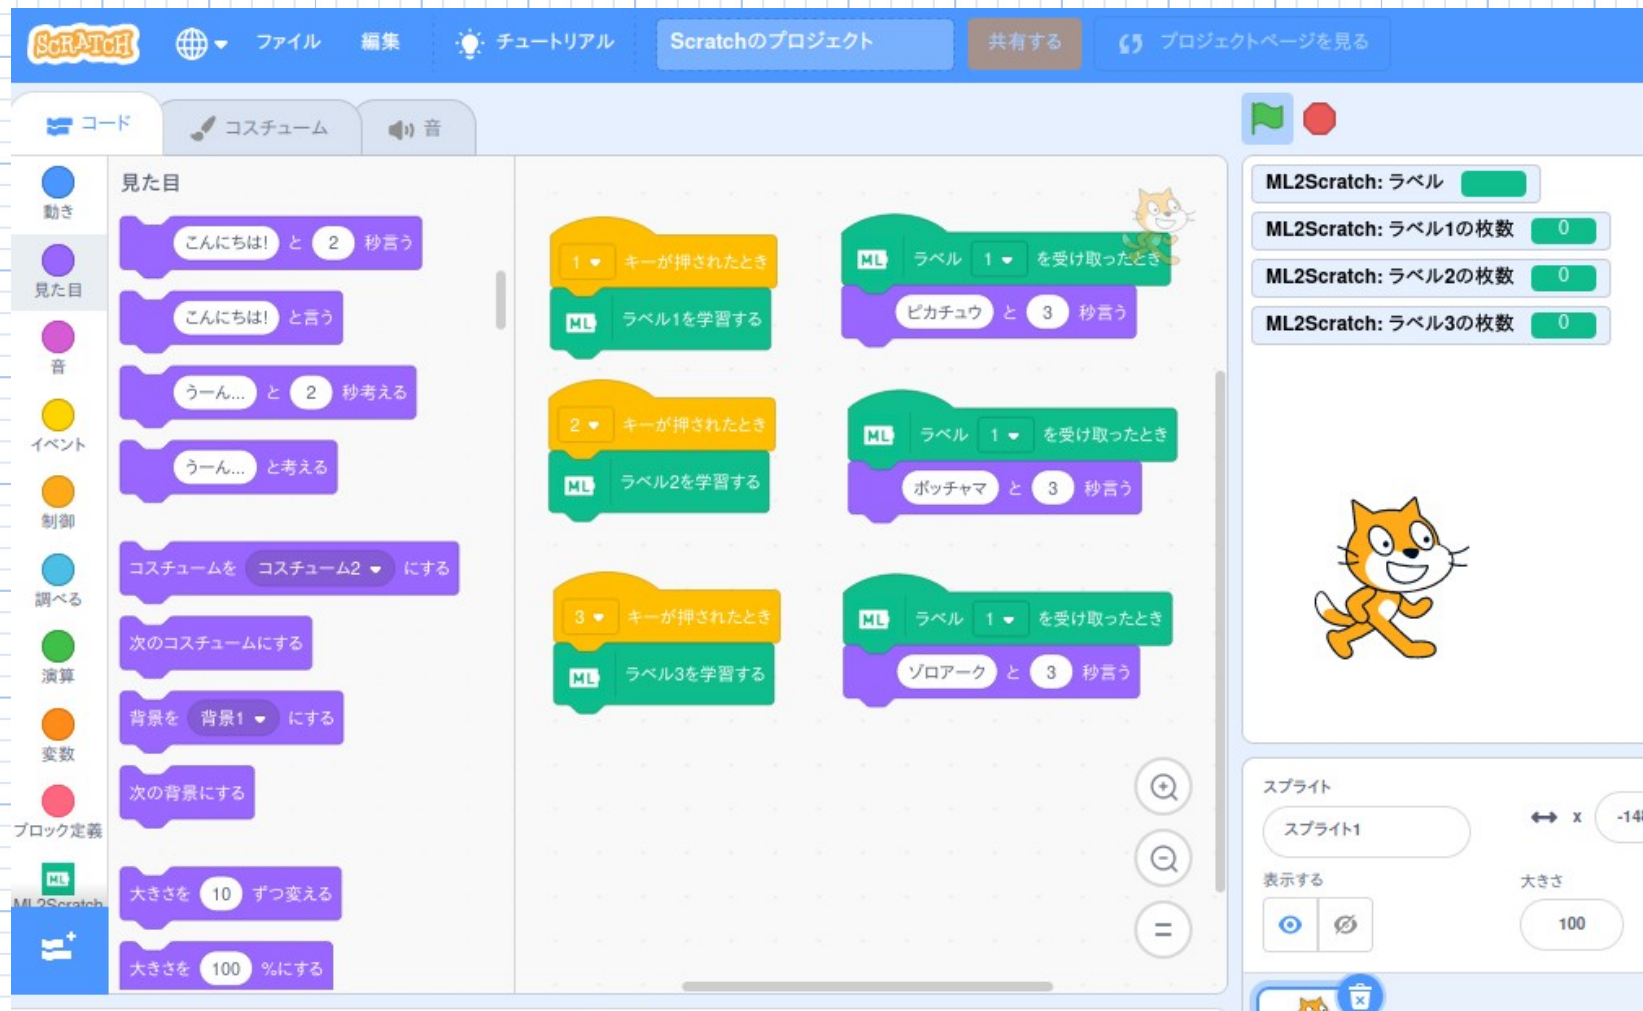 SCRATCH ファイル 編集 チュートリアル Scratchのプロジェクト 共有する プロジェクトページを見る
コード コスチューム 音
動き
見た目
音
イベント
制御
調べる
演算
変数
ブロック定義
ML
ML2Scratch
見た目
こんにちは! と 2 秒言う
こんにちは! と言う
うーん... と 2 秒考える
うーん... と考える
コスチュームを コスチューム2 にする
次のコスチュームにする
背景を 背景1 にする
次の背景にする
大きさを 10 ずつ変える
大きさを 100 %にする
1 キーが押されたとき
ML ラベル1を学習する
2 キーが押されたとき
ML ラベル2を学習する
3 キーが押されたとき
ML ラベル3を学習する
ML ラベル 1 を受け取ったとき
ピカチュウ と 3 秒言う
ML ラベル 1 を受け取ったとき
ポッチャマ と 3 秒言う
ML ラベル 1 を受け取ったとき
ゾロアーク と 3 秒言う
ML2Scratch: ラベル
ML2Scratch: ラベル1の枚数 0
ML2Scratch: ラベル2の枚数 0
ML2Scratch: ラベル3の枚数 0
スプライト
スプライト1 x
表示する 大きさ
100